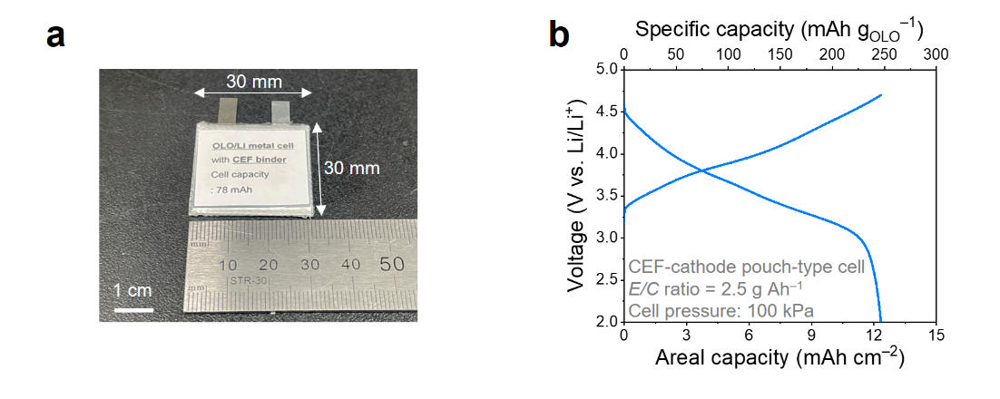 a
30 mm
OLO/Li metal cell
with CEF binder
Cell capacity
: 78 mAh
30 mm
mm
10 20 30 40 50
STR-30
mm
1 cm
b
Specific capacity (mAh gOLO⁻¹)
0 50 100 150 200 250 300
5.0
4.5
4.0
3.5
3.0
2.5
2.0
Voltage (V vs. Li/Li⁺)
CEF-cathode pouch-type cell
E/C ratio = 2.5 g Ah⁻¹
Cell pressure: 100 kPa
0 3 6 9 12 15
Areal capacity (mAh cm⁻²)